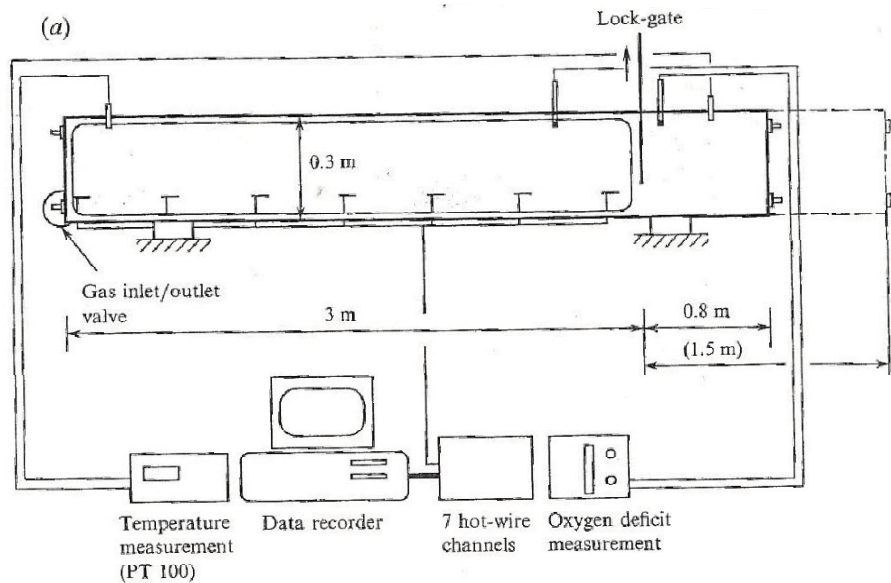 (a)
Lock-gate
0.3 m
Gas inlet/outlet
valve
3 m
0.8 m
(1.5 m)
Temperature
measurement
(PT 100)
Data recorder
7 hot-wire
channels
Oxygen deficit
measurement